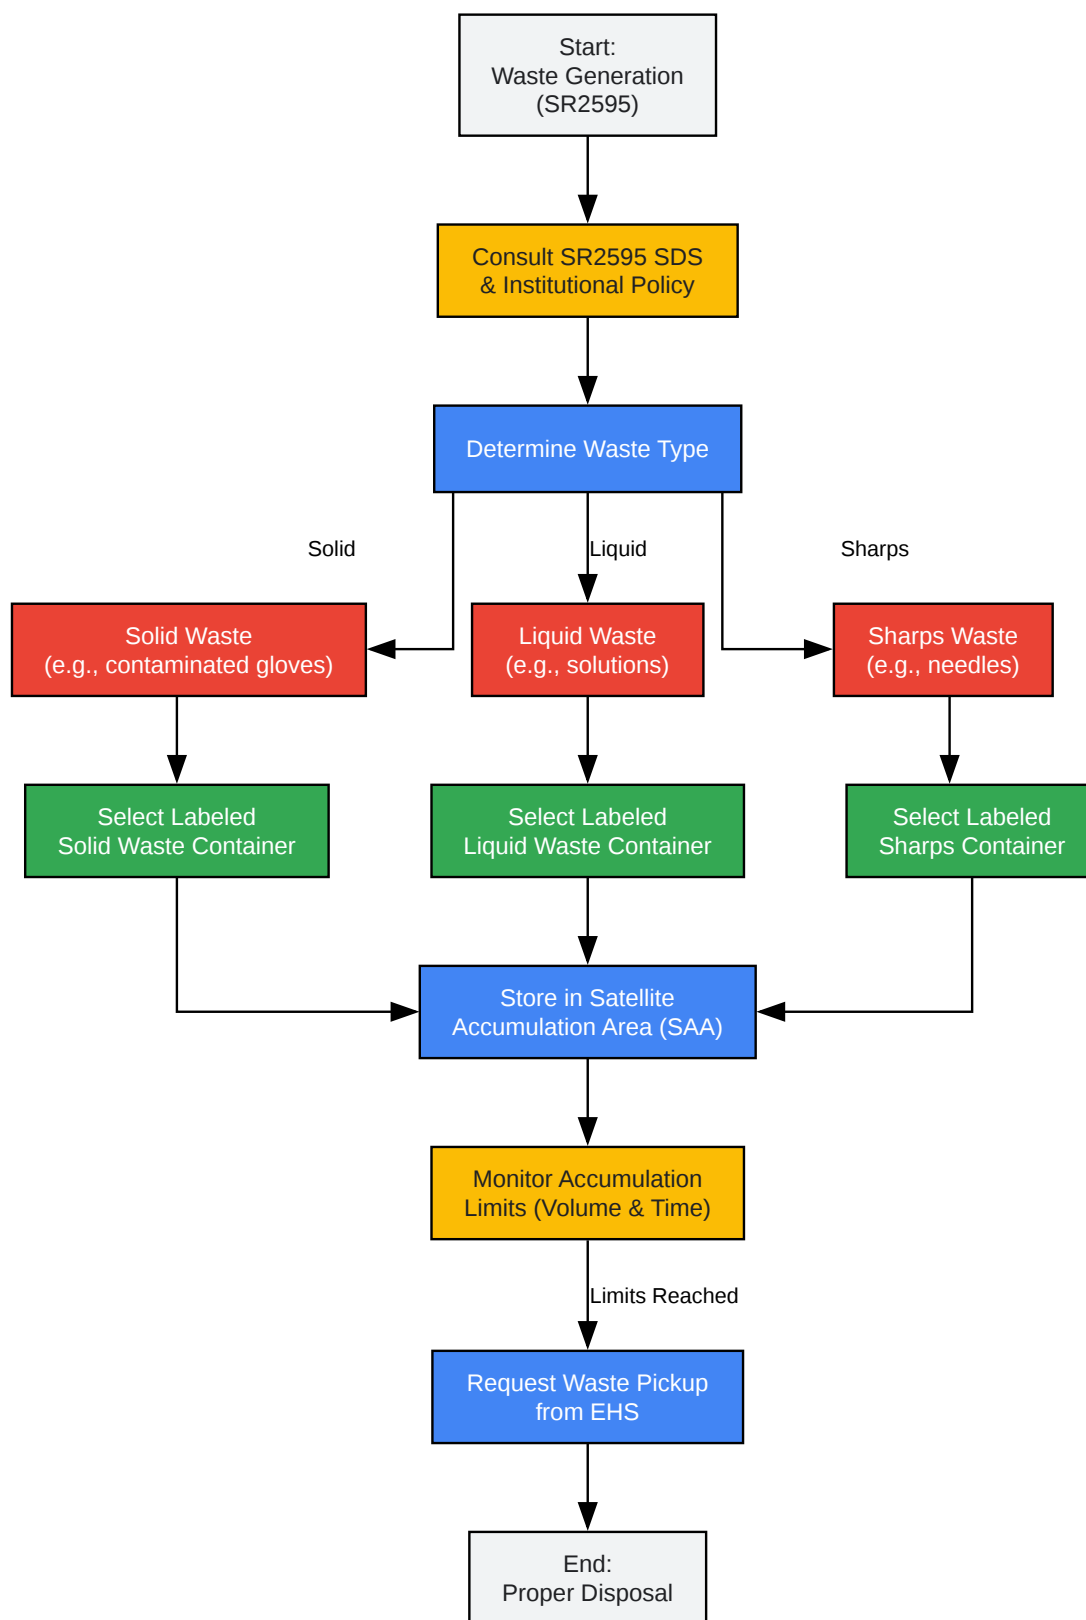 Start:
Waste Generation
(SR2595)
Consult SR2595 SDS
& Institutional Policy
Determine Waste Type
Solid
Liquid
Sharps
Solid Waste
(e.g., contaminated gloves)
Liquid Waste
(e.g., solutions)
Sharps Waste
(e.g., needles)
Select Labeled
Solid Waste Container
Select Labeled
Liquid Waste Container
Select Labeled
Sharps Container
Store in Satellite
Accumulation Area (SAA)
Monitor Accumulation
Limits (Volume & Time)
Limits Reached
Request Waste Pickup
from EHS
End:
Proper Disposal